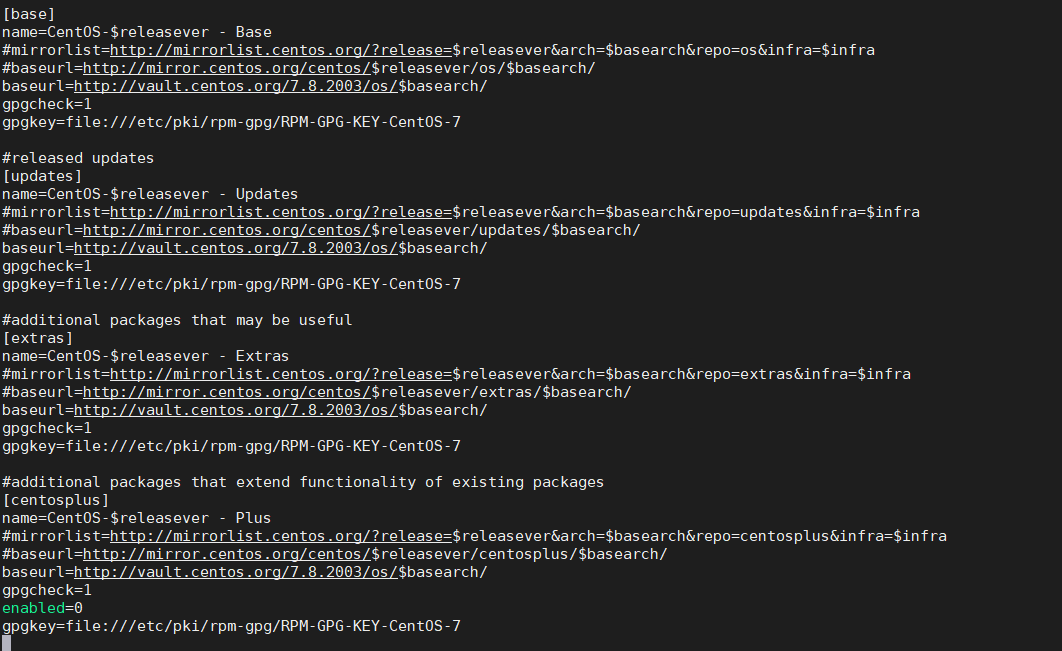 [base]
name=CentOS-$releasever - Base
#mirrorlist=http://mirrorlist.centos.org/?release=$releasever&arch=$basearch&repo=os&infra=$infra
#baseurl=http://mirror.centos.org/centos/$releasever/os/$basearch/
baseurl=http://vault.centos.org/7.8.2003/os/$basearch/
gpgcheck=1
gpgkey=file:///etc/pki/rpm-gpg/RPM-GPG-KEY-CentOS-7

#released updates
[updates]
name=CentOS-$releasever - Updates
#mirrorlist=http://mirrorlist.centos.org/?release=$releasever&arch=$basearch&repo=updates&infra=$infra
#baseurl=http://mirror.centos.org/centos/$releasever/updates/$basearch/
baseurl=http://vault.centos.org/7.8.2003/os/$basearch/
gpgcheck=1
gpgkey=file:///etc/pki/rpm-gpg/RPM-GPG-KEY-CentOS-7

#additional packages that may be useful
[extras]
name=CentOS-$releasever - Extras
#mirrorlist=http://mirrorlist.centos.org/?release=$releasever&arch=$basearch&repo=extras&infra=$infra
#baseurl=http://mirror.centos.org/centos/$releasever/extras/$basearch/
baseurl=http://vault.centos.org/7.8.2003/os/$basearch/
gpgcheck=1
gpgkey=file:///etc/pki/rpm-gpg/RPM-GPG-KEY-CentOS-7

#additional packages that extend functionality of existing packages
[centosplus]
name=CentOS-$releasever - Plus
#mirrorlist=http://mirrorlist.centos.org/?release=$releasever&arch=$basearch&repo=centosplus&infra=$infra
#baseurl=http://mirror.centos.org/centos/$releasever/centosplus/$basearch/
baseurl=http://vault.centos.org/7.8.2003/os/$basearch/
gpgcheck=1
enabled=0
gpgkey=file:///etc/pki/rpm-gpg/RPM-GPG-KEY-CentOS-7